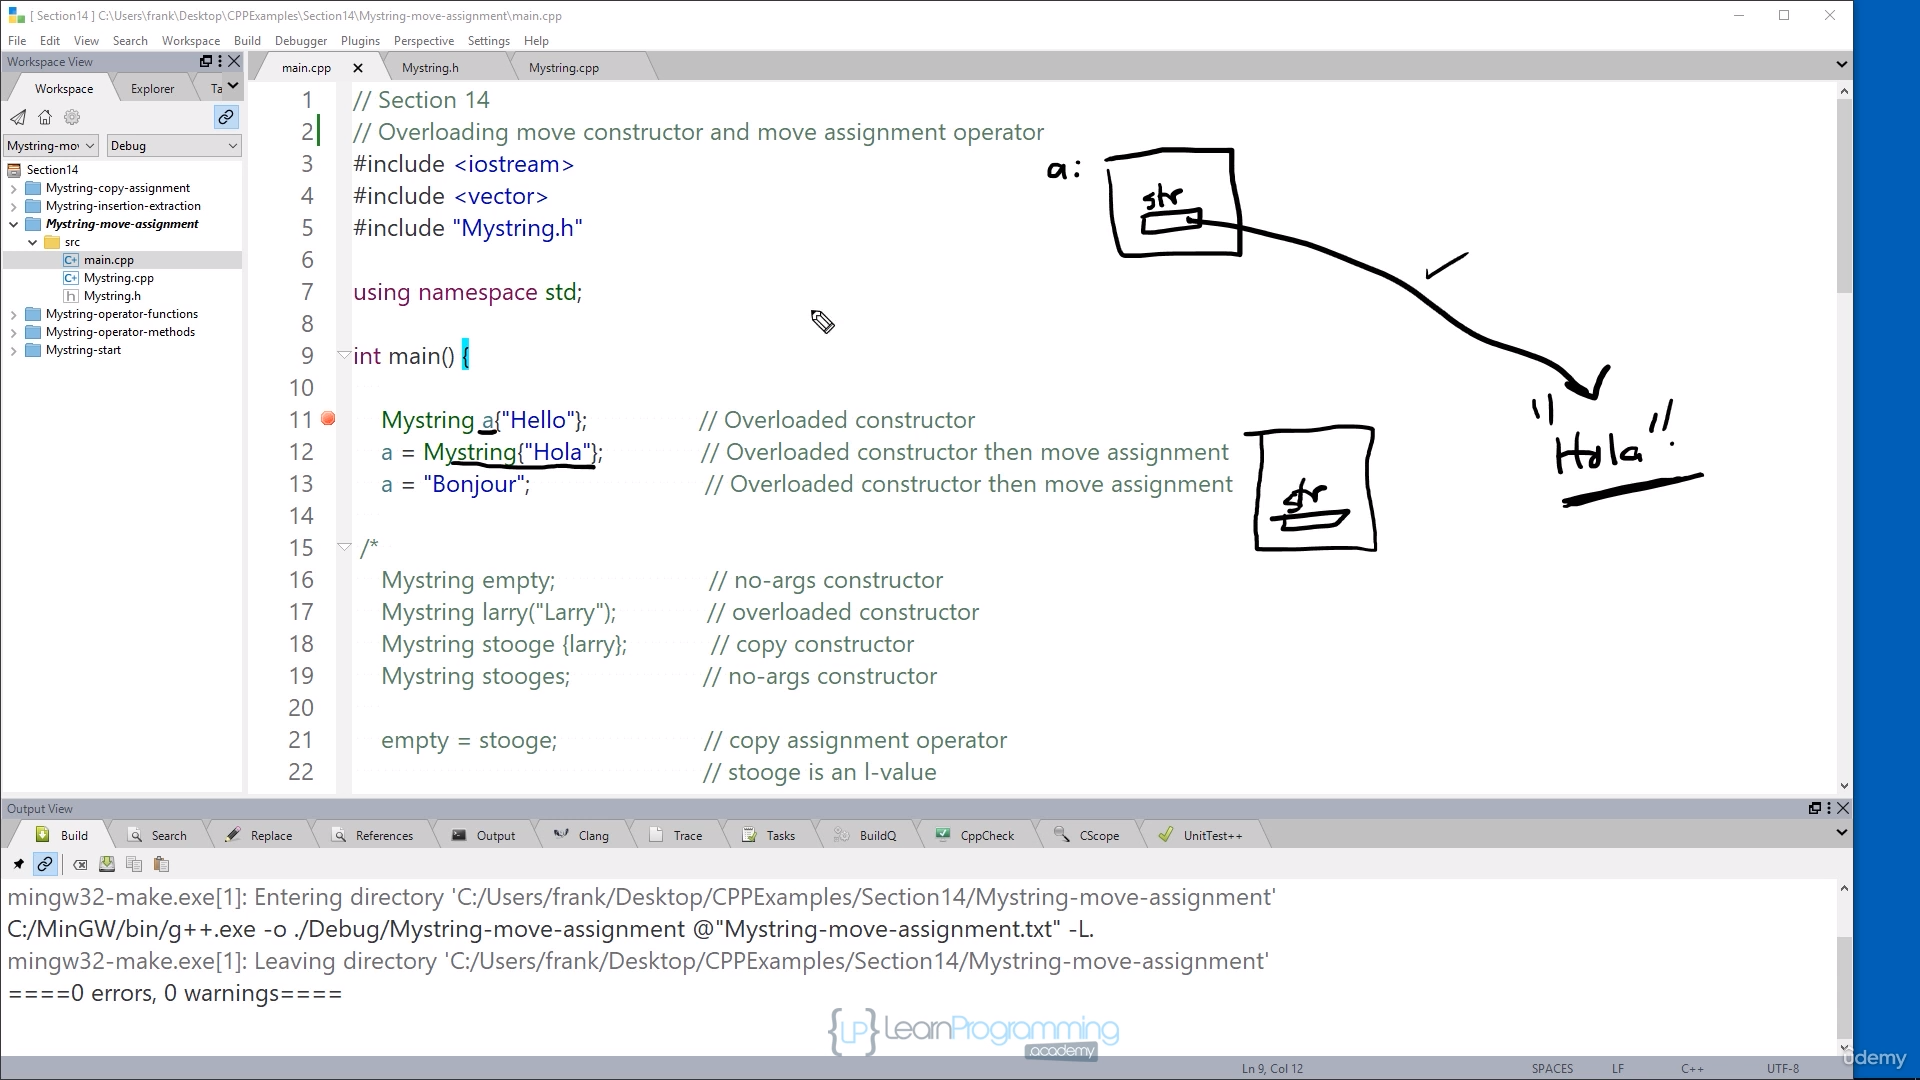 [ Section14 ] C:\Users\frank\Desktop\CPPExamples\Section14\Mystring-move-assignment\main.cpp
File Edit View Search Workspace Build Debugger Plugins Perspective Settings Help
Workspace View
Workspace Explorer Ta
Mystring-mov Debug
Section14
Mystring-copy-assignment
Mystring-insertion-extraction
Mystring-move-assignment
src
main.cpp
Mystring.cpp
Mystring.h
Mystring-operator-functions
Mystring-operator-methods
Mystring-start
main.cpp Mystring.h Mystring.cpp
1 // Section 14
2 // Overloading move constructor and move assignment operator
3 #include <iostream>
4 #include <vector>
5 #include "Mystring.h"
6
7 using namespace std;
8
9 int main() {
10
11 Mystring a{"Hello"}; // Overloaded constructor
12 a = Mystring{"Hola"}; // Overloaded constructor then move assignment
13 a = "Bonjour"; // Overloaded constructor then move assignment
14
15 /*
16 Mystring empty; // no-args constructor
17 Mystring larry("Larry"); // overloaded constructor
18 Mystring stooge {larry}; // copy constructor
19 Mystring stooges; // no-args constructor
20
21 empty = stooge; // copy assignment operator
22 // stooge is an l-value
a:
str
"Hola"
str
Output View
Build Search Replace References Output Clang Trace Tasks BuildQ CppCheck CScope UnitTest++
mingw32-make.exe[1]: Entering directory 'C:/Users/frank/Desktop/CPPExamples/Section14/Mystring-move-assignment'
C:/MinGW/bin/g++.exe -o ./Debug/Mystring-move-assignment @"Mystring-move-assignment.txt" -L.
mingw32-make.exe[1]: Leaving directory 'C:/Users/frank/Desktop/CPPExamples/Section14/Mystring-move-assignment'
====0 errors, 0 warnings====
{LP} LearnProgramming
.academy
Ln 9, Col 12 SPACES LF C++ UTF-8
ûdemy